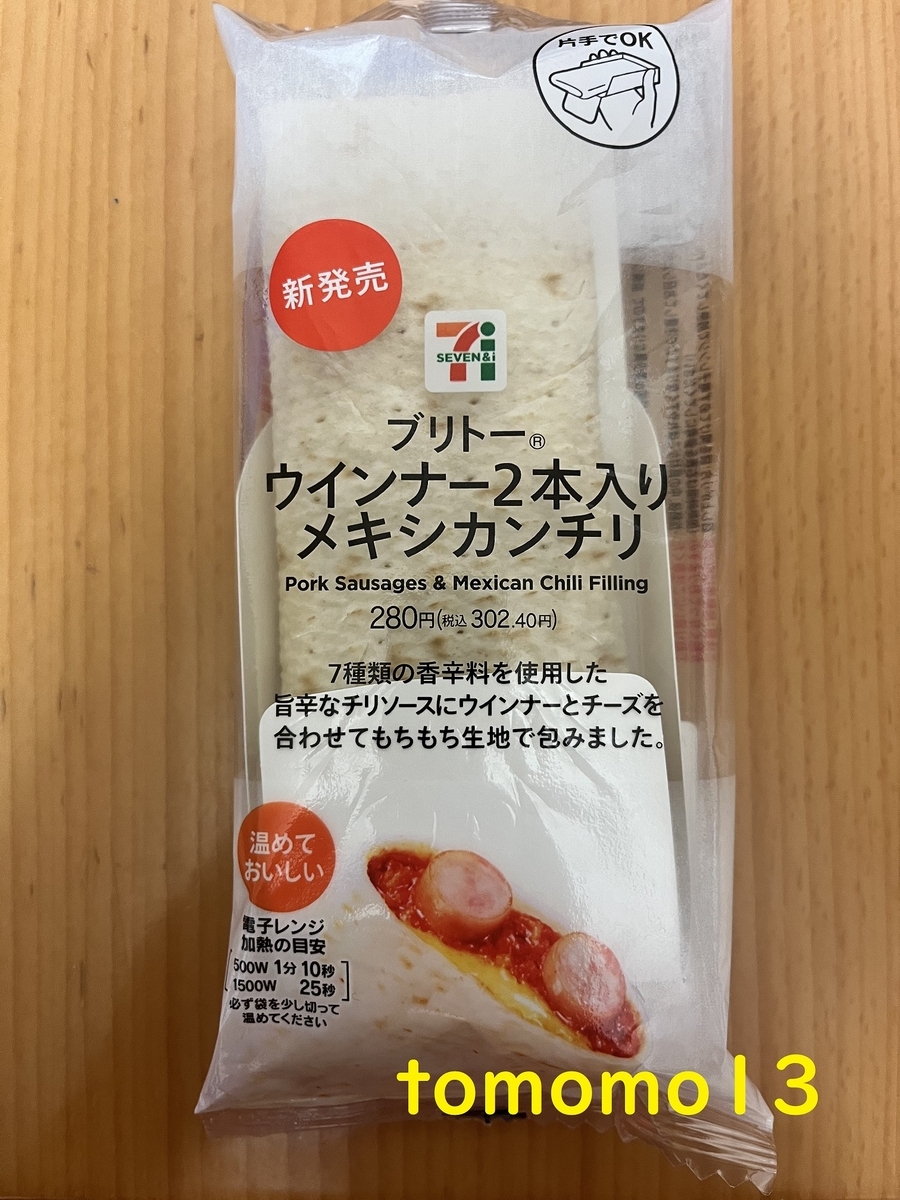 片手でOK
新発売
7i
SEVEN&i
ブリトー®
ウインナー2本入り
メキシカンチリ
Pork Sausages & Mexican Chili Filling
280円(税込 302.40円)
7種類の香辛料を使用した
旨辛なチリソースにウインナーとチーズを
合わせてもちもち生地で包みました。
温めて
おいしい
電子レンジ
加熱の目安
500W 1分10秒
1500W 25秒
必ず袋を少し切って
温めてください
tomomo13